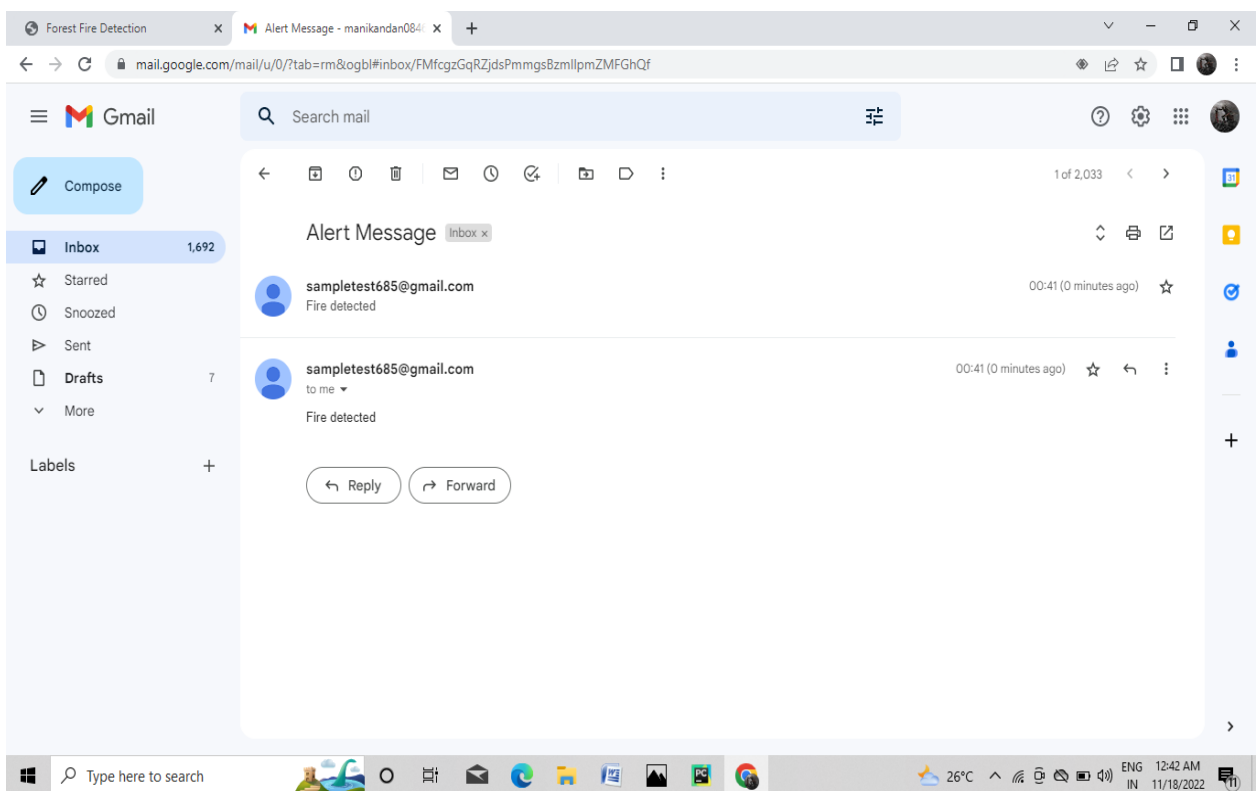 Forest Fire Detection
Alert Message - manikandan084
mail.google.com/mail/u/0/?tab=rm&ogbl#inbox/FMfcgzGqRZjdsPmmgsBzmllpmZMFGhQf
Gmail
Search mail
Compose
1 of 2,033
31
Alert Message Inbox x
Inbox 1,692
Starred
sampletest685@gmail.com 00:41 (0 minutes ago)
Fire detected
Snoozed
Sent
sampletest685@gmail.com 00:41 (0 minutes ago)
Drafts 7
to me
More
Fire detected
Labels
Reply Forward
Type here to search
W
PC
G
26°C
ENG 12:42 AM
IN 11/18/2022
11